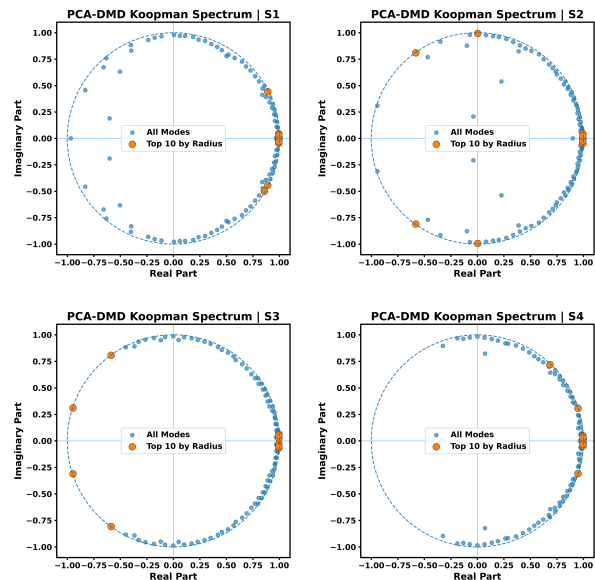 PCA-DMD Koopman Spectrum | S1
1.00
0.75
0.50
0.25
0.00
−0.25
−0.50
−0.75
−1.00
Imaginary Part
All Modes
Top 10 by Radius
−1.00 −0.75 −0.50 −0.25 0.00 0.25 0.50 0.75 1.00
Real Part
PCA-DMD Koopman Spectrum | S2
1.00
0.75
0.50
0.25
0.00
−0.25
−0.50
−0.75
−1.00
Imaginary Part
All Modes
Top 10 by Radius
−1.00 −0.75 −0.50 −0.25 0.00 0.25 0.50 0.75 1.00
Real Part
PCA-DMD Koopman Spectrum | S3
1.00
0.75
0.50
0.25
0.00
−0.25
−0.50
−0.75
−1.00
Imaginary Part
All Modes
Top 10 by Radius
−1.00 −0.75 −0.50 −0.25 0.00 0.25 0.50 0.75 1.00
Real Part
PCA-DMD Koopman Spectrum | S4
1.00
0.75
0.50
0.25
0.00
−0.25
−0.50
−0.75
−1.00
Imaginary Part
All Modes
Top 10 by Radius
−1.00 −0.75 −0.50 −0.25 0.00 0.25 0.50 0.75 1.00
Real Part